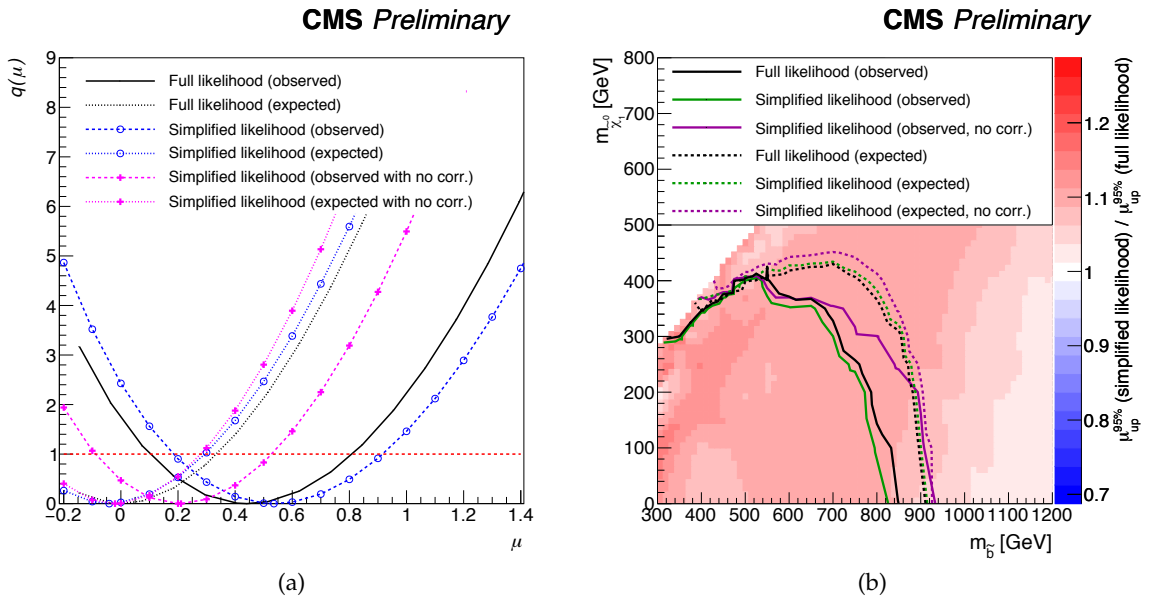 CMS Preliminary
q(μ)
9
8
7
6
5
4
3
2
1
0
Full likelihood (observed)
Full likelihood (expected)
Simplified likelihood (observed)
Simplified likelihood (expected)
Simplified likelihood (observed with no corr.)
Simplified likelihood (expected with no corr.)
−0.2 0 0.2 0.4 0.6 0.8 1 1.2 1.4
μ
(a)
CMS Preliminary
m_χ̃₁⁰ [GeV]
800
700
600
500
400
300
200
100
0
Full likelihood (observed)
Simplified likelihood (observed)
Simplified likelihood (observed, no corr.)
Full likelihood (expected)
Simplified likelihood (expected)
Simplified likelihood (expected, no corr.)
300 400 500 600 700 800 900 1000 1100 1200
m_b̃ [GeV]
1.2
1.1
1
0.9
0.8
0.7
μ_up^95% (simplified likelihood) / μ_up^95% (full likelihood)
(b)